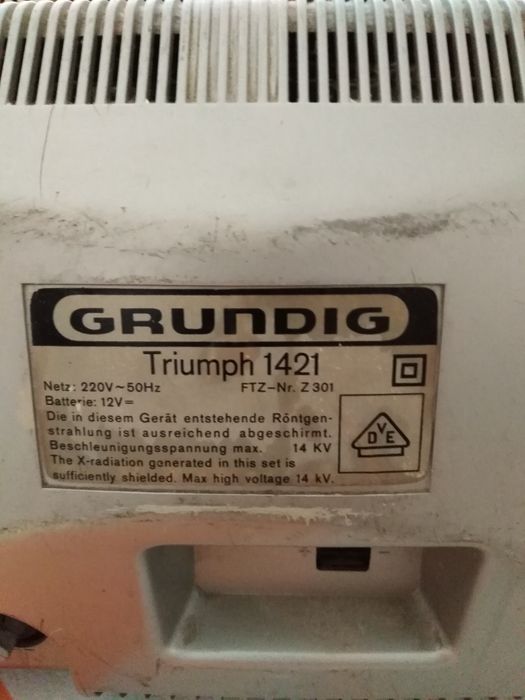 GRUNDIG
Triumph 1421
Netz: 220V~50Hz FTZ-Nr. Z 301
Batterie: 12V=
Die in diesem Gerät entstehende Röntgen-
strahlung ist ausreichend abgeschirmt.
Beschleunigungsspannung max. 14 KV
The X-radiation generated in this set is
sufficiently shielded. Max high voltage 14 kV.
VDE
+ -